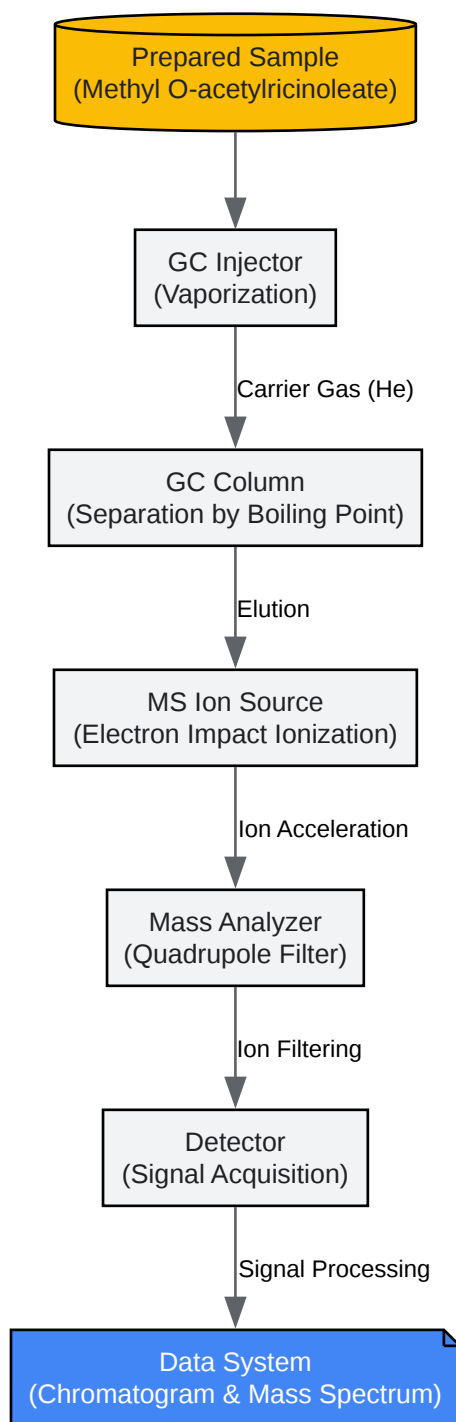 Prepared Sample
(Methyl O-acetylricinoleate)
GC Injector
(Vaporization)
Carrier Gas (He)
GC Column
(Separation by Boiling Point)
Elution
MS Ion Source
(Electron Impact Ionization)
Ion Acceleration
Mass Analyzer
(Quadrupole Filter)
Ion Filtering
Detector
(Signal Acquisition)
Signal Processing
Data System
(Chromatogram & Mass Spectrum)